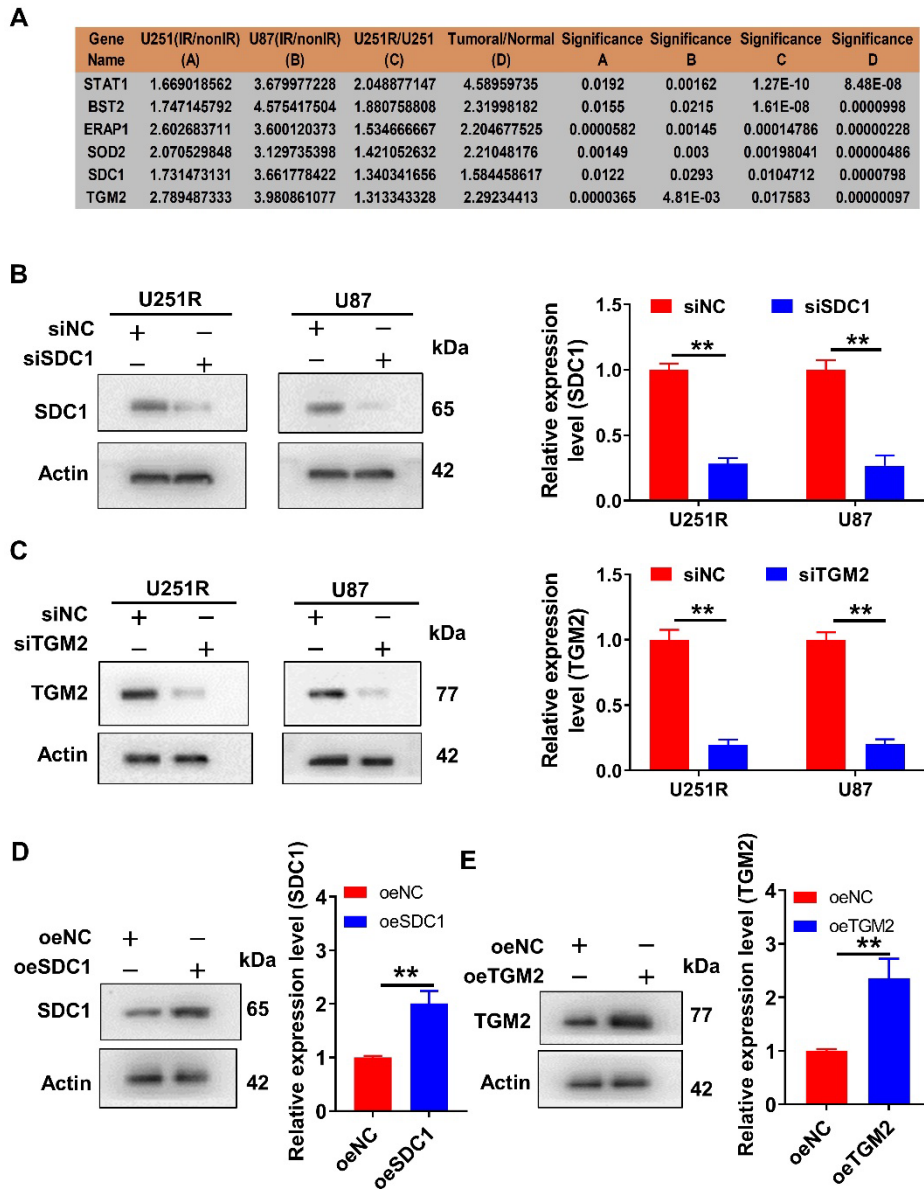 A
Gene Name U251(IR/nonIR) (A) U87(IR/nonIR) (B) U251R/U251 (C) Tumoral/Normal (D) Significance A Significance B Significance C Significance D
STAT1 1.669018562 3.679977228 2.048877147 4.58959735 0.0192 0.00162 1.27E-10 8.48E-08
BST2 1.747145792 4.575417504 1.880758808 2.31998182 0.0155 0.0215 1.61E-08 0.0000998
ERAP1 2.602683711 3.600120373 1.534666667 2.204677525 0.0000582 0.00145 0.00014786 0.00000228
SOD2 2.070529848 3.129735398 1.421052632 2.21048176 0.00149 0.003 0.00198041 0.00000486
SDC1 1.731473131 3.661778422 1.340341656 1.584458617 0.0122 0.0293 0.0104712 0.0000798
TGM2 2.789487333 3.980861077 1.313343328 2.29234413 0.0000365 4.81E-03 0.017583 0.00000097
B
U251R U87
siNC + − + −
siSDC1 − + − + kDa
SDC1 65
Actin 42
siNC siSDC1
Relative expression level (SDC1)
1.5
1.0
0.5
0.0
** **
U251R U87
C
U251R U87
siNC + − + −
siTGM2 − + − + kDa
TGM2 77
Actin 42
siNC siTGM2
Relative expression level (TGM2)
1.5
1.0
0.5
0.0
** **
U251R U87
D
oeNC + −
oeSDC1 − + kDa
SDC1 65
Actin 42
Relative expression level (SDC1)
oeNC
oeSDC1
4
3
2
1
0
**
oeNC oeSDC1
E
oeNC + −
oeTGM2 − + kDa
TGM2 77
Actin 42
Relative expression level (TGM2)
oeNC
oeTGM2
4
3
2
1
0
**
oeNC oeTGM2